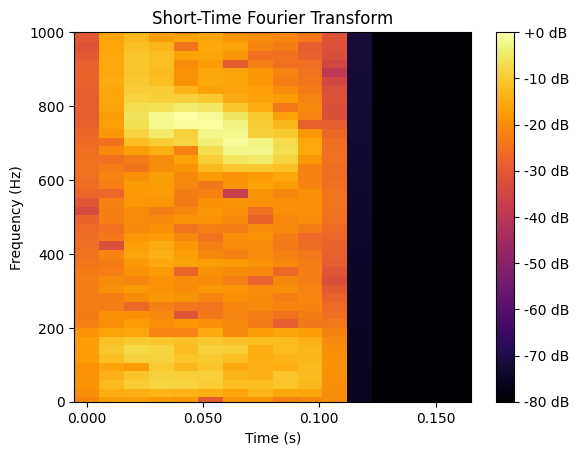 Short-Time Fourier Transform
1000
800
600
400
200
0
Frequency (Hz)
0.000
0.050
0.100
0.150
Time (s)
+0 dB
-10 dB
-20 dB
-30 dB
-40 dB
-50 dB
-60 dB
-70 dB
-80 dB